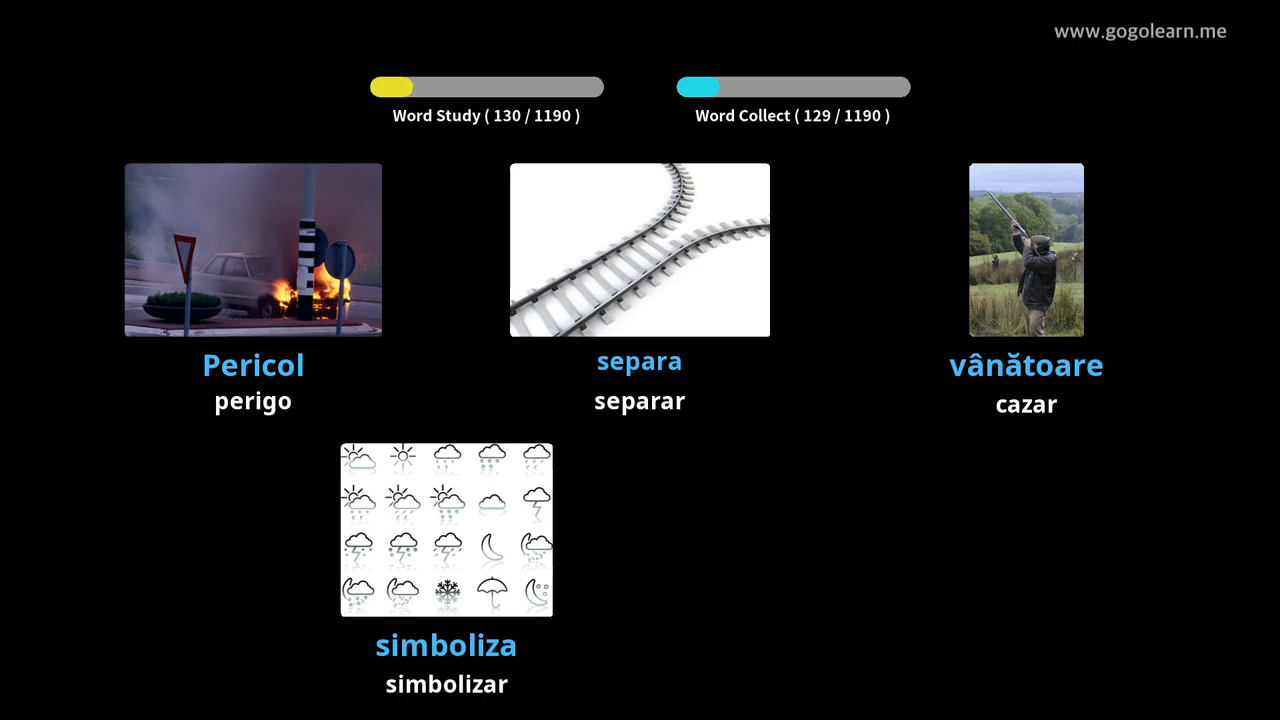 www.gogolearn.me
Word Study ( 130 / 1190 )
Word Collect ( 129 / 1190 )
Pericol
perigo
separa
separar
vânătoare
cazar
simboliza
simbolizar